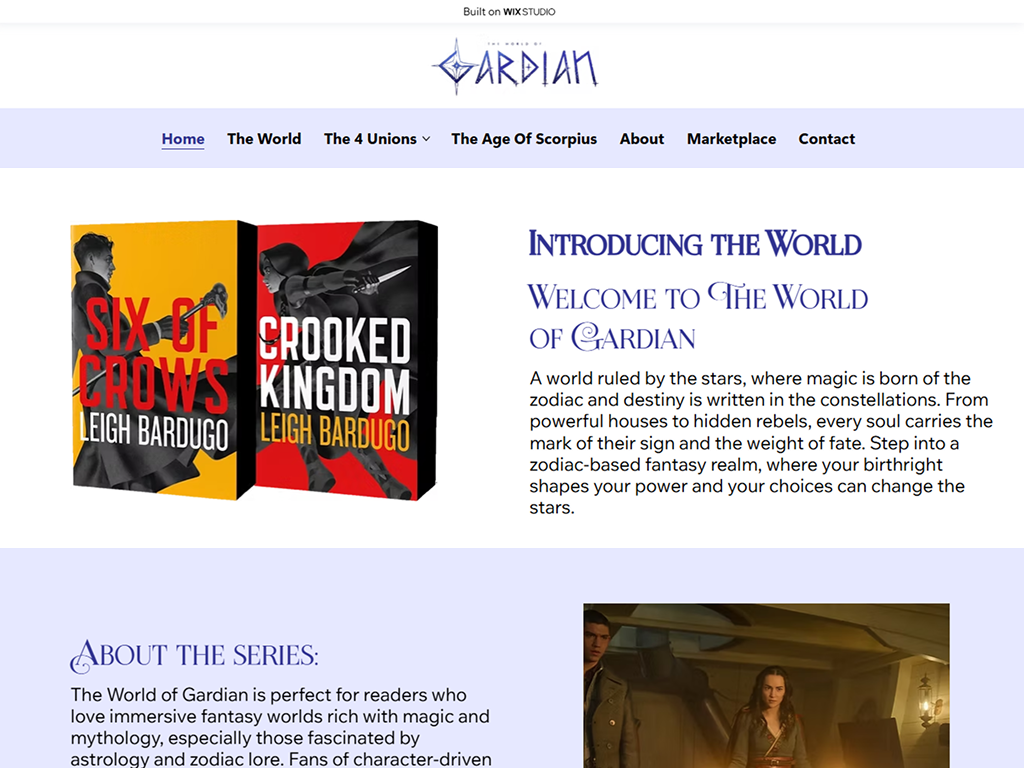 Built on WIX STUDIO
THE WORLD OF
GARDIAN
Home The World The 4 Unions The Age Of Scorpius About Marketplace Contact
SIX OF
CROWS
LEIGH BARDUGO
CROOKED
KINGDOM
LEIGH BARDUGO
INTRODUCING THE WORLD
WELCOME TO THE WORLD
OF GARDIAN
A world ruled by the stars, where magic is born of the
zodiac and destiny is written in the constellations. From
powerful houses to hidden rebels, every soul carries the
mark of their sign and the weight of fate. Step into a
zodiac-based fantasy realm, where your birthright
shapes your power and your choices can change the
stars.
ABOUT THE SERIES:
The World of Gardian is perfect for readers who
love immersive fantasy worlds rich with magic and
mythology, especially those fascinated by
astrology and zodiac lore. Fans of character-driven